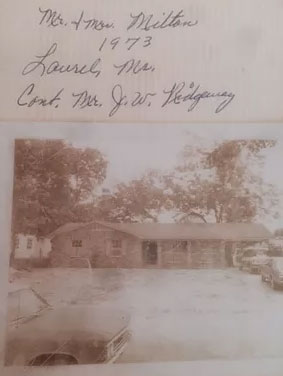 Mr. & Mrs. Milton
1973
Laurel, Ms.
Cont. Mr. J. W. Ridgeway